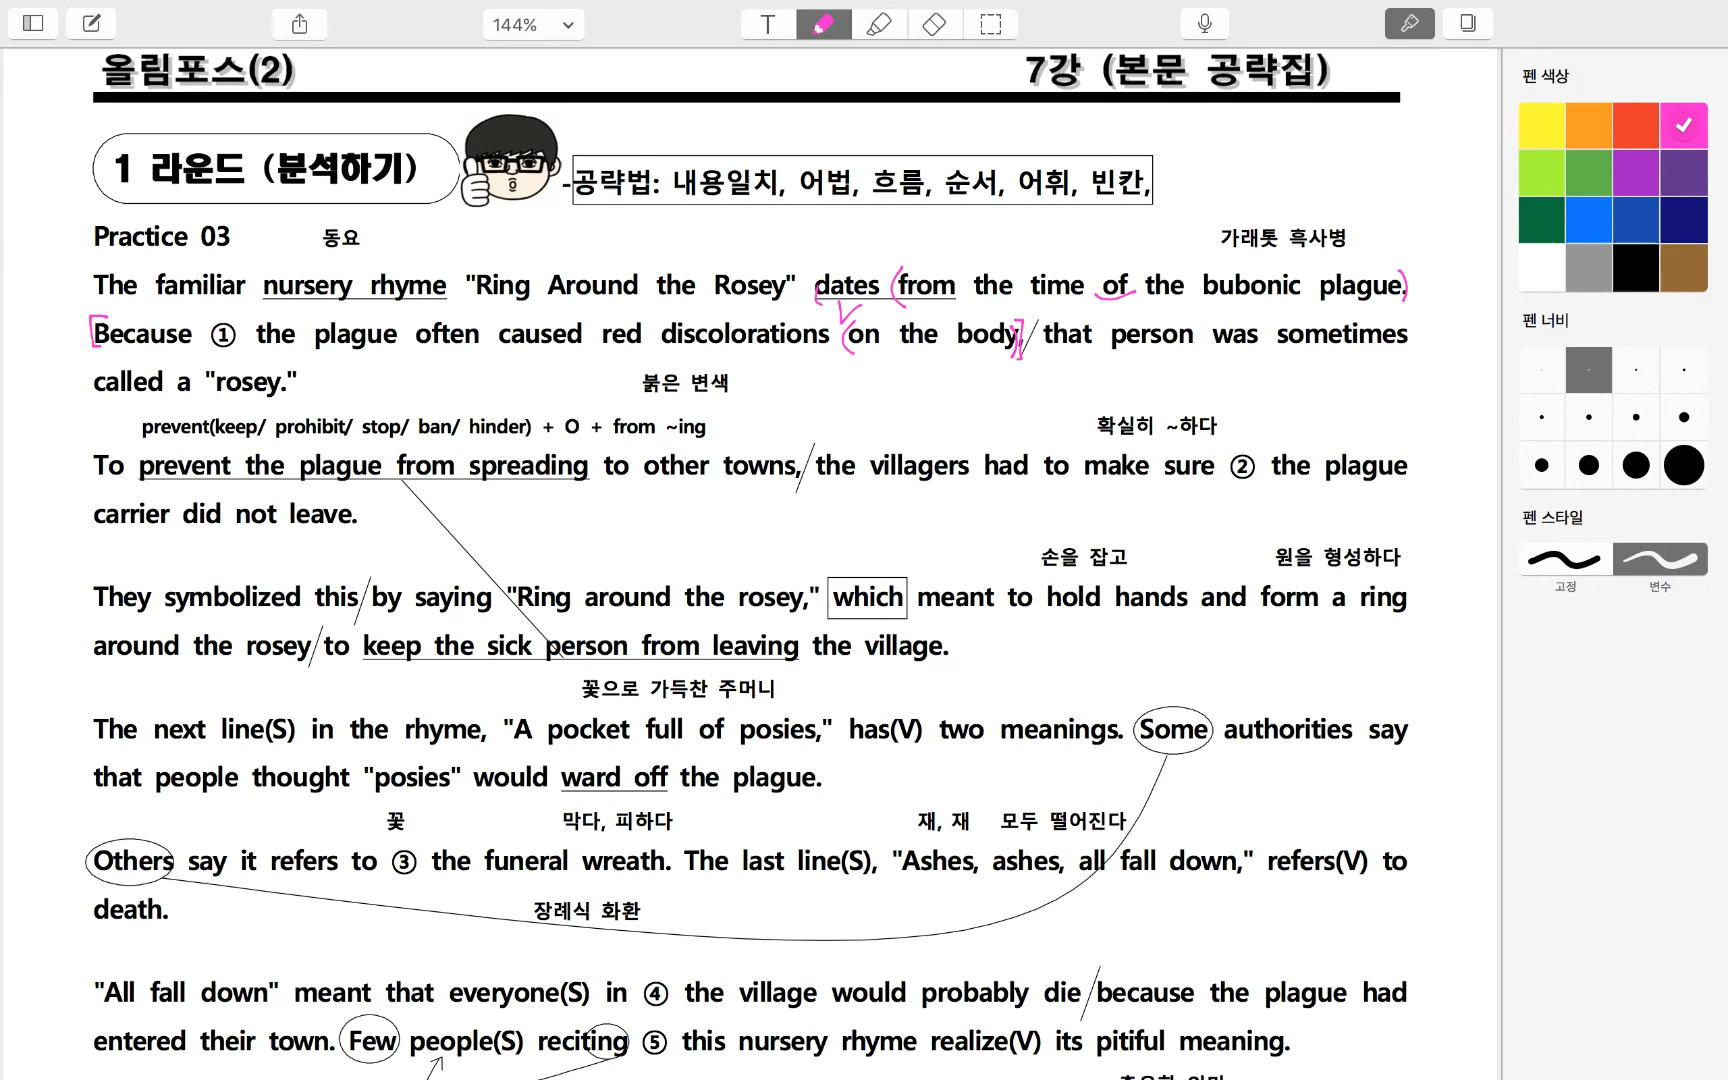 144%
T
올림포스(2) 7강 (본문 공략집)
1 라운드 (분석하기)
-공략법: 내용일치, 어법, 흐름, 순서, 어휘, 빈칸,
Practice 03 동요 가래톳 흑사병
The familiar nursery rhyme "Ring Around the Rosey" dates from the time of the bubonic plague.
Because ① the plague often caused red discolorations on the body, that person was sometimes
called a "rosey." 붉은 변색
prevent(keep/ prohibit/ stop/ ban/ hinder) + O + from ~ing 확실히 ~하다
To prevent the plague from spreading to other towns, the villagers had to make sure ② the plague
carrier did not leave.
손을 잡고 원을 형성하다
They symbolized this by saying "Ring around the rosey," which meant to hold hands and form a ring
around the rosey to keep the sick person from leaving the village.
꽃으로 가득찬 주머니
The next line(S) in the rhyme, "A pocket full of posies," has(V) two meanings. Some authorities say
that people thought "posies" would ward off the plague.
꽃 막다, 피하다 재, 재 모두 떨어진다
Others say it refers to ③ the funeral wreath. The last line(S), "Ashes, ashes, all fall down," refers(V) to
death. 장례식 화환
"All fall down" meant that everyone(S) in ④ the village would probably die because the plague had
entered their town. Few people(S) reciting ⑤ this nursery rhyme realize(V) its pitiful meaning.
펜 색상
펜 너비
펜 스타일
고정 변수